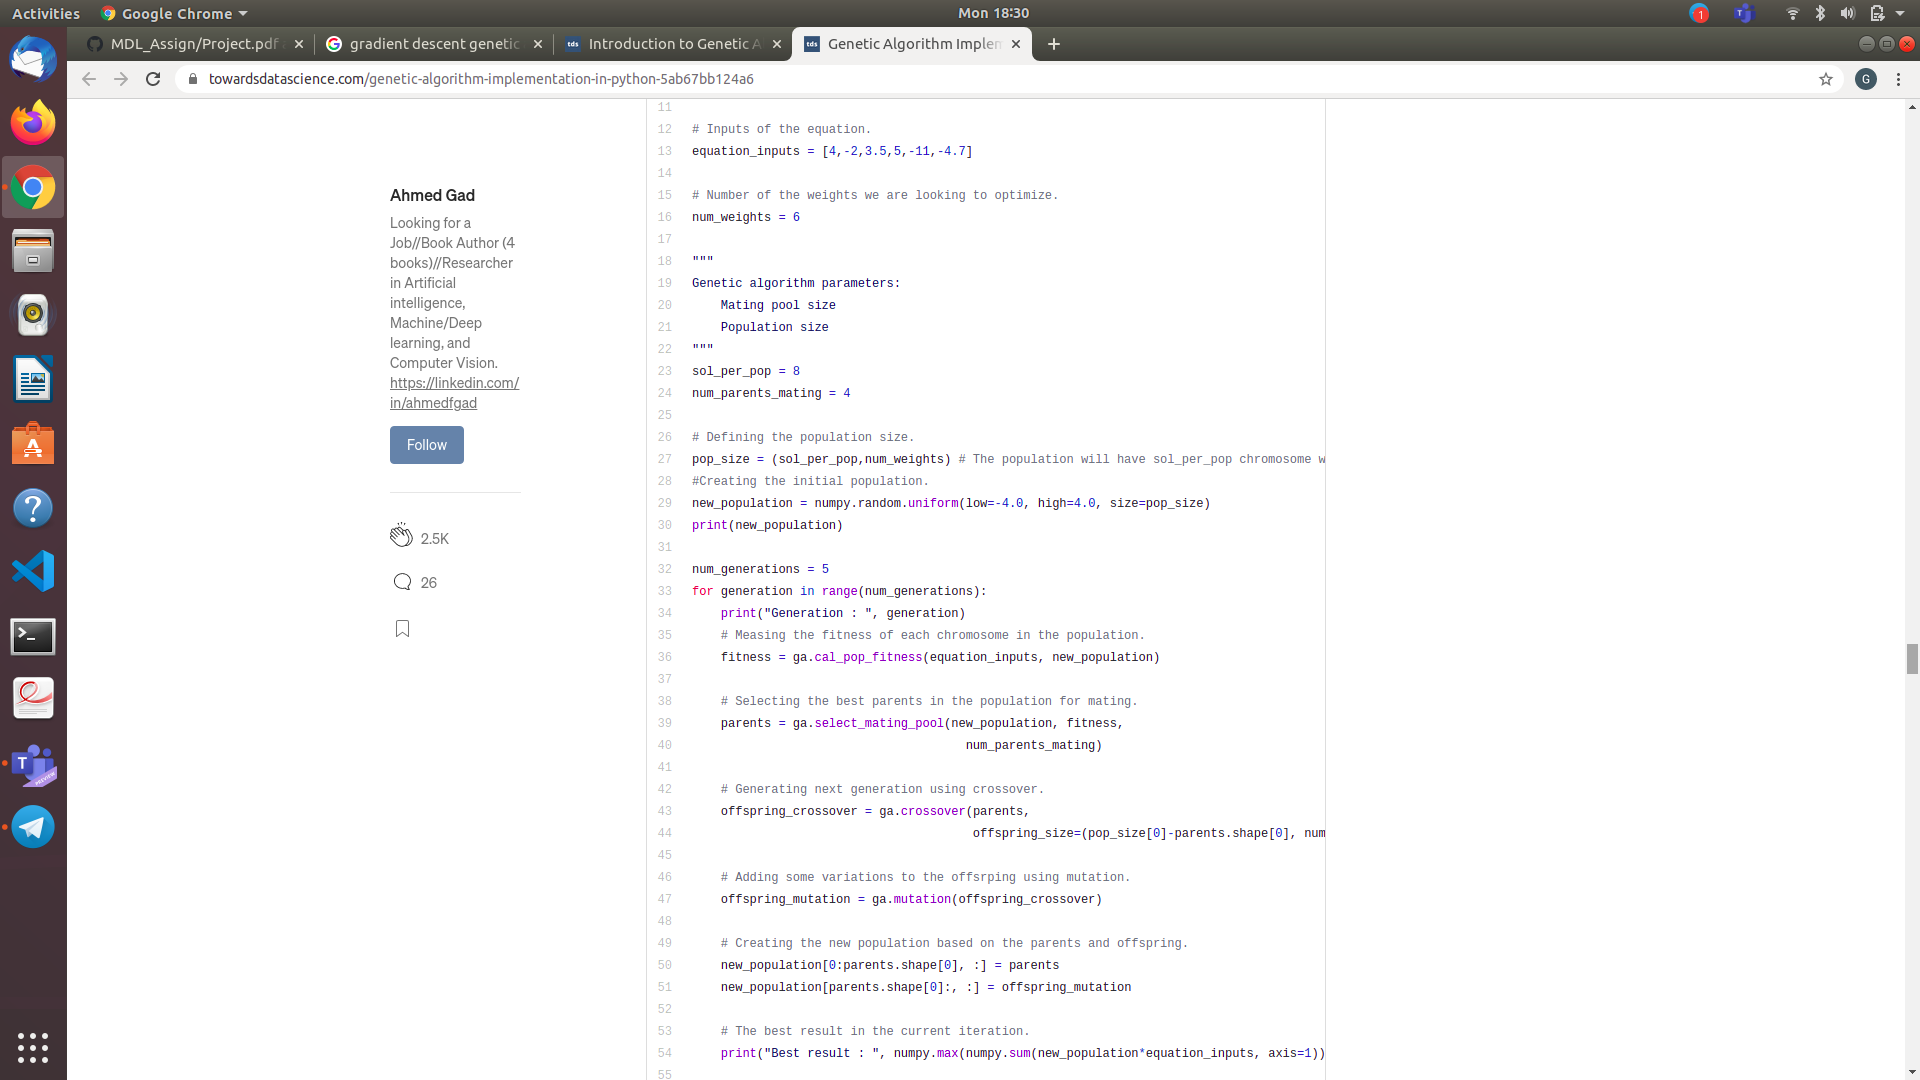 Activities
Google Chrome
Mon 18:30
1
MDL_Assign/Project.pdf
gradient descent genetic
Introduction to Genetic A
Genetic Algorithm Implem
towardsdatascience.com/genetic-algorithm-implementation-in-python-5ab67bb124a6
G
Ahmed Gad
Looking for a
Job//Book Author (4
books)//Researcher
in Artificial
intelligence,
Machine/Deep
learning, and
Computer Vision.
https://linkedin.com/
in/ahmedfgad
Follow
2.5K
26
11
12 # Inputs of the equation.
13 equation_inputs = [4,-2,3.5,5,-11,-4.7]
14
15 # Number of the weights we are looking to optimize.
16 num_weights = 6
17
18 """
19 Genetic algorithm parameters:
20     Mating pool size
21     Population size
22 """
23 sol_per_pop = 8
24 num_parents_mating = 4
25
26 # Defining the population size.
27 pop_size = (sol_per_pop,num_weights) # The population will have sol_per_pop chromosome w
28 #Creating the initial population.
29 new_population = numpy.random.uniform(low=-4.0, high=4.0, size=pop_size)
30 print(new_population)
31
32 num_generations = 5
33 for generation in range(num_generations):
34     print("Generation : ", generation)
35     # Measing the fitness of each chromosome in the population.
36     fitness = ga.cal_pop_fitness(equation_inputs, new_population)
37
38     # Selecting the best parents in the population for mating.
39     parents = ga.select_mating_pool(new_population, fitness,
40                                       num_parents_mating)
41
42     # Generating next generation using crossover.
43     offspring_crossover = ga.crossover(parents,
44                                        offspring_size=(pop_size[0]-parents.shape[0], num
45
46     # Adding some variations to the offsrping using mutation.
47     offspring_mutation = ga.mutation(offspring_crossover)
48
49     # Creating the new population based on the parents and offspring.
50     new_population[0:parents.shape[0], :] = parents
51     new_population[parents.shape[0]:, :] = offspring_mutation
52
53     # The best result in the current iteration.
54     print("Best result : ", numpy.max(numpy.sum(new_population*equation_inputs, axis=1))
55